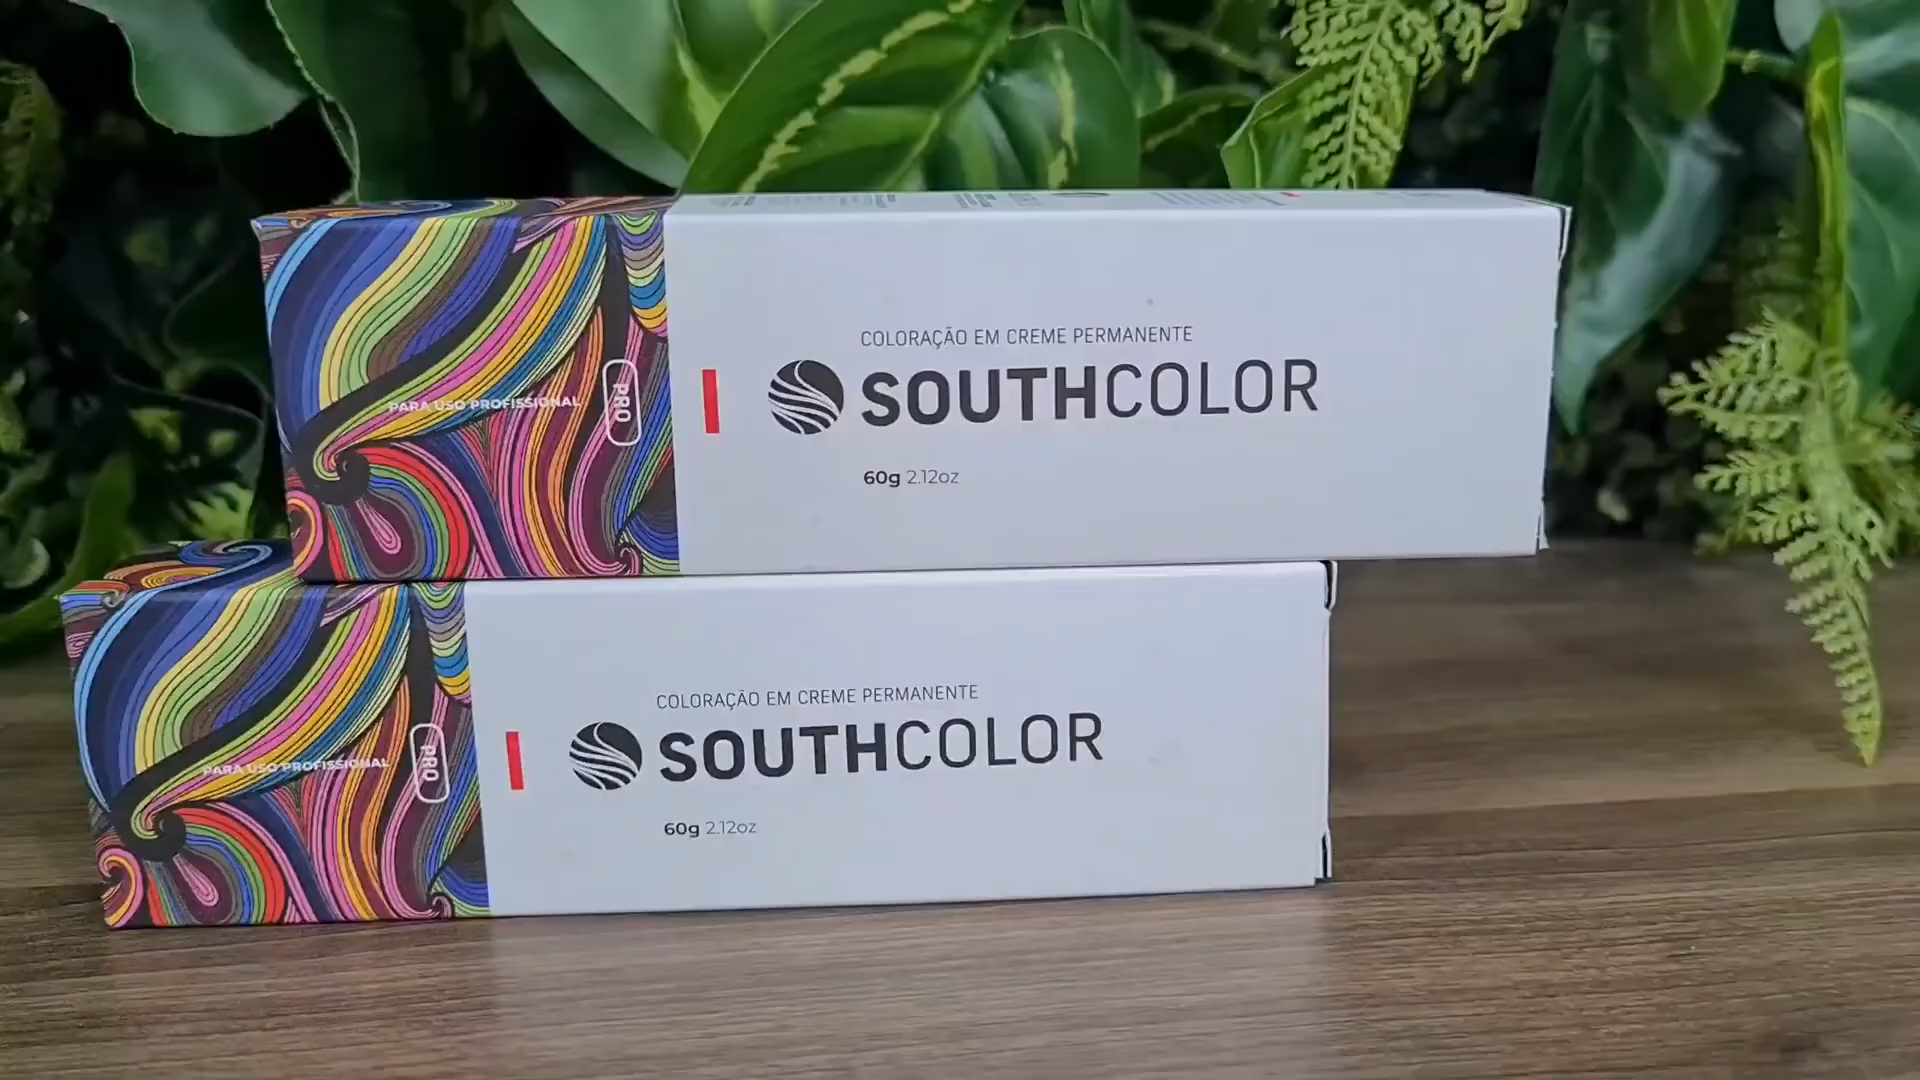 COLORAÇÃO EM CREME PERMANENTE
PARA USO PROFISSIONAL
PRO
SOUTHCOLOR
60g 2.12oz
COLORAÇÃO EM CREME PERMANENTE
PARA USO PROFISSIONAL
PRO
SOUTHCOLOR
60g 2.12oz